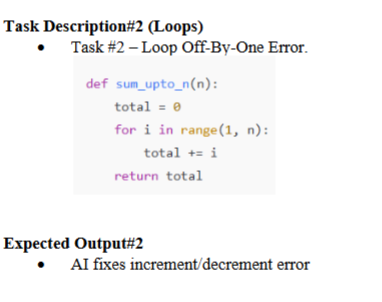 Task Description#2 (Loops)
• Task #2 – Loop Off-By-One Error.
def sum_upto_n(n):
    total = 0
    for i in range(1, n):
        total += i
    return total
Expected Output#2
• AI fixes increment/decrement error